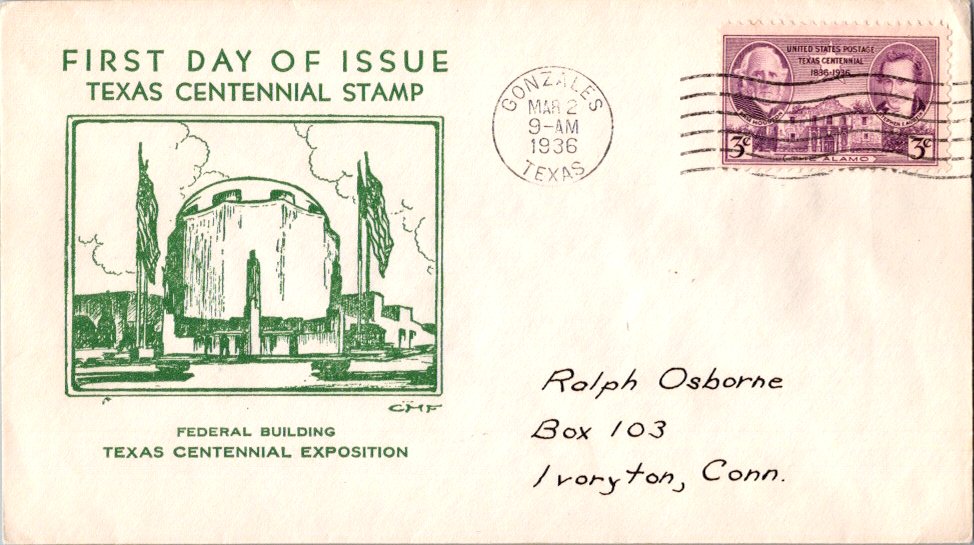 FIRST DAY OF ISSUE
TEXAS CENTENNIAL STAMP
GONZALES
MAR 2
9-AM
1936
TEXAS
UNITED STATES POSTAGE
TEXAS CENTENNIAL
1836-1936
3¢
THE ALAMO
3¢
CMF
FEDERAL BUILDING
TEXAS CENTENNIAL EXPOSITION
Ralph Osborne
Box 103
Ivoryton, Conn.